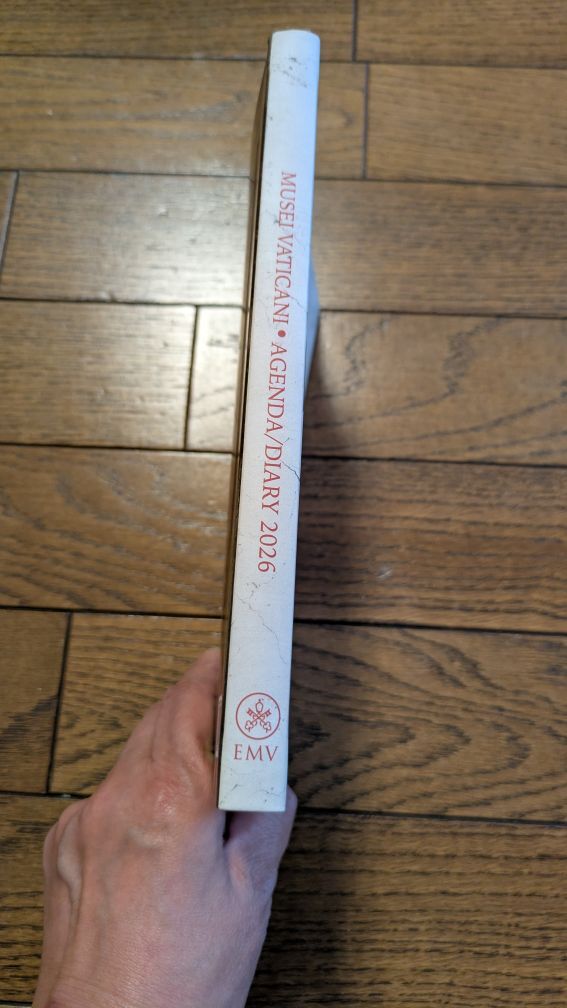 MUSEI VATICANI • AGENDA/DIARY 2026
EMV